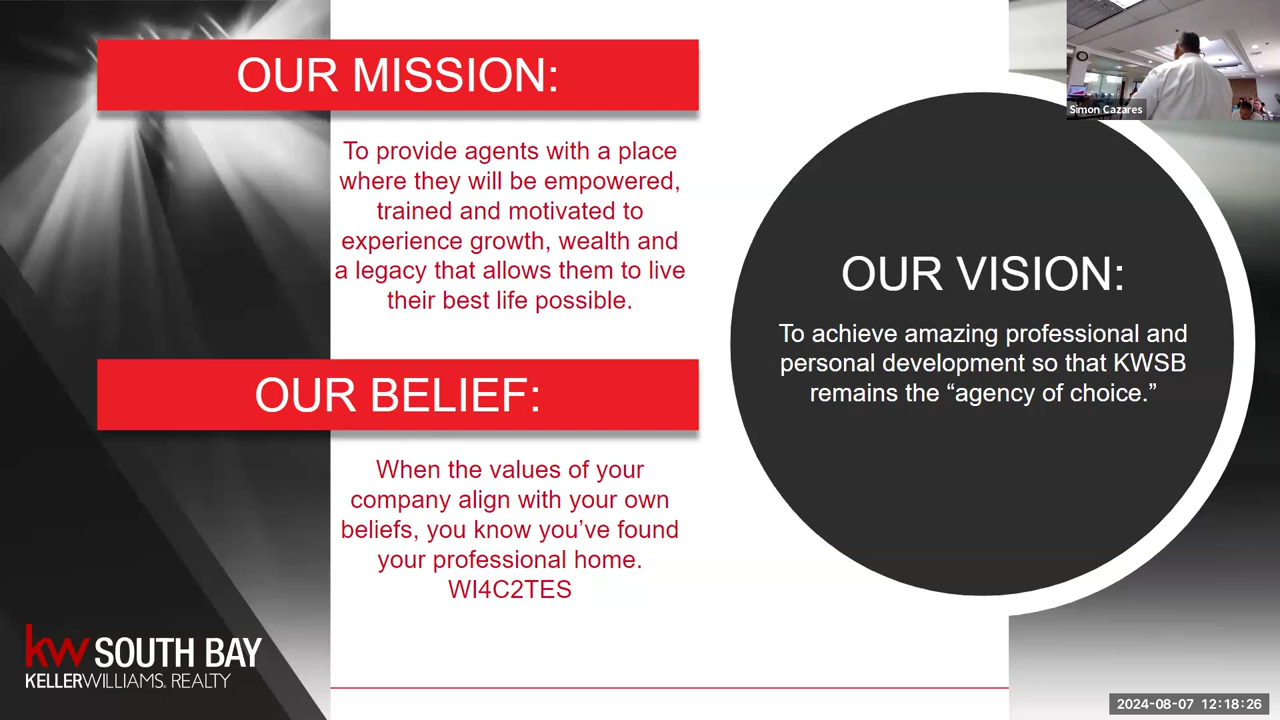 OUR MISSION:
To provide agents with a place
where they will be empowered,
trained and motivated to
experience growth, wealth and
a legacy that allows them to live
their best life possible.
OUR BELIEF:
When the values of your
company align with your own
beliefs, you know you’ve found
your professional home.
WI4C2TES
OUR VISION:
To achieve amazing professional and
personal development so that KWSB
remains the “agency of choice.”
kw SOUTH BAY
KELLERWILLIAMS. REALTY
Simon Cazares
2024-08-07 12:18:26